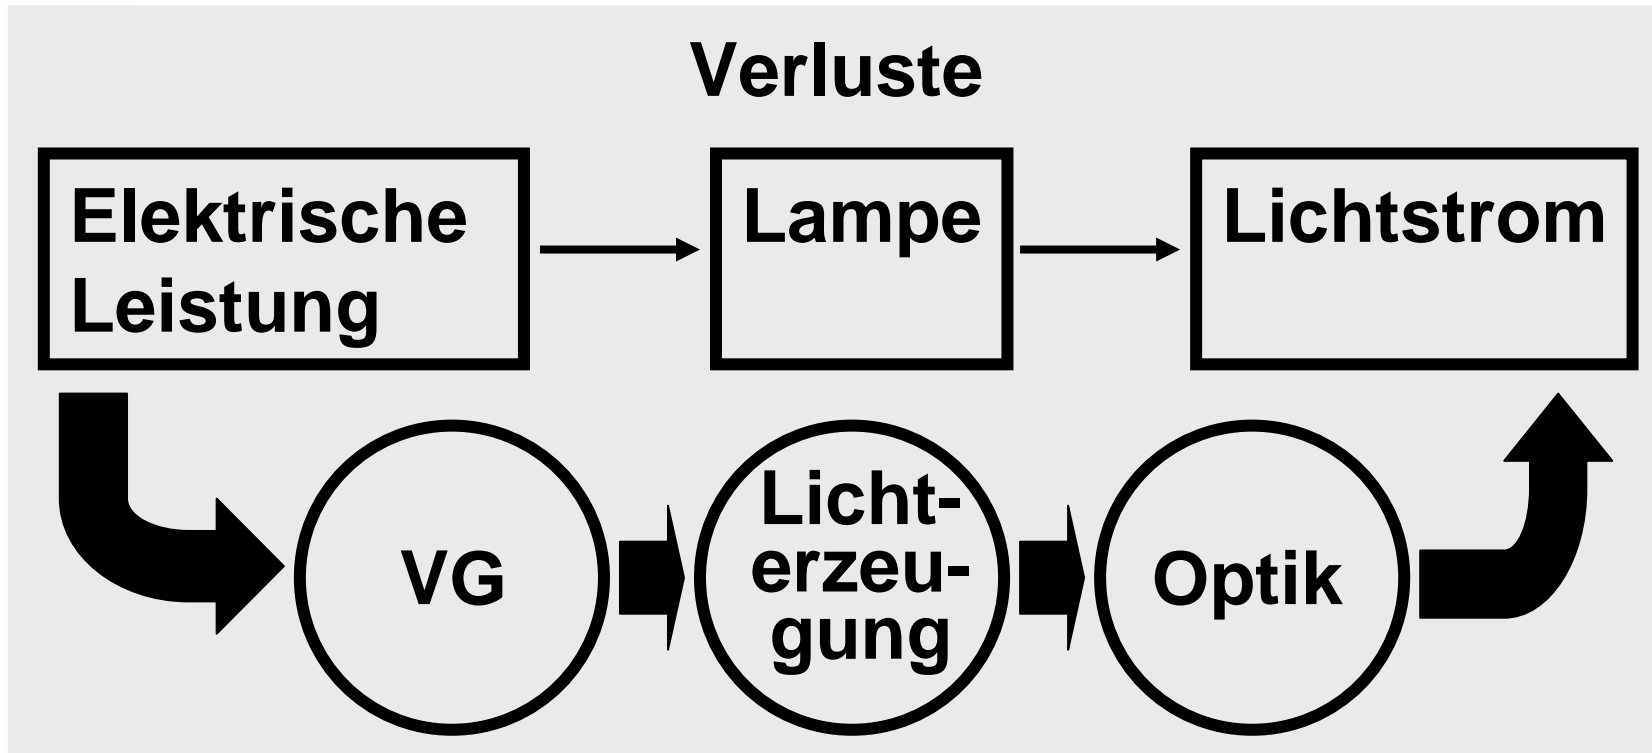 Verluste
Elektrische
Leistung
Lampe
Lichtstrom
VG
Licht-
erzeu-
gung
Optik